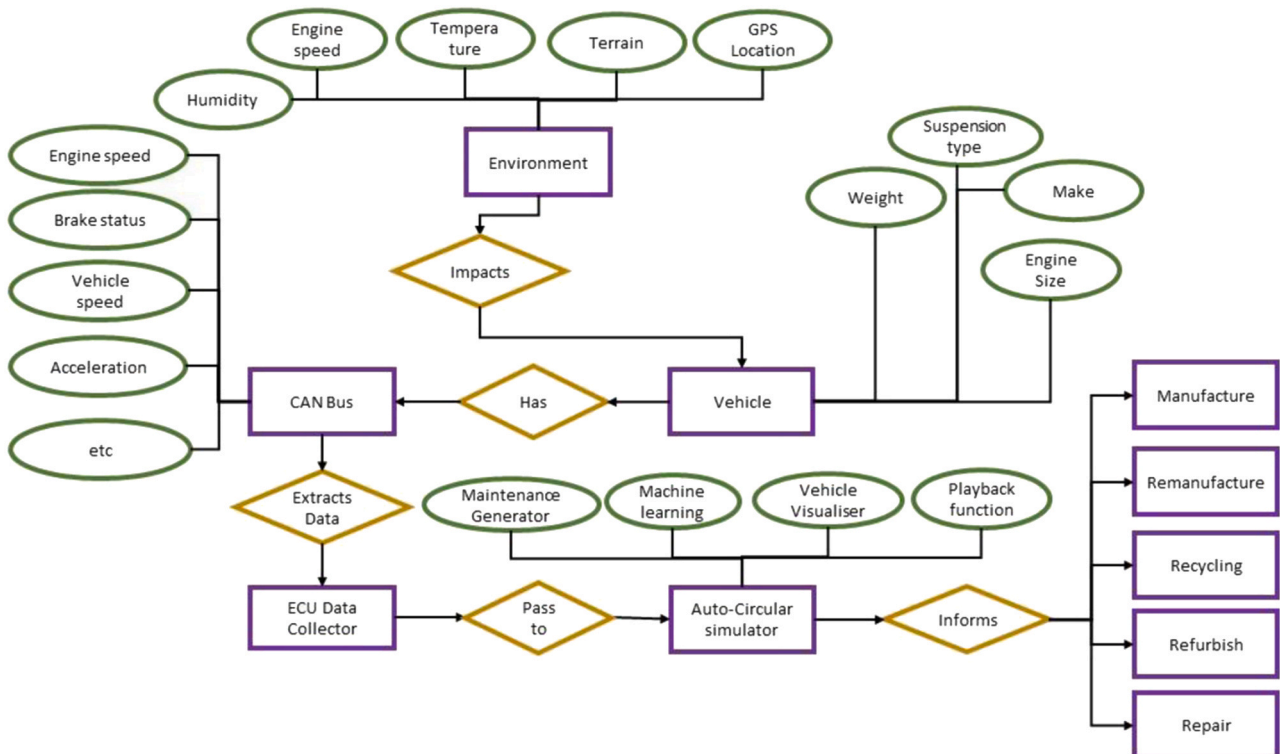 Engine
speed
Tempera
ture
Terrain
GPS
Location
Humidity
Engine speed
Brake status
Vehicle
speed
Acceleration
etc
Environment
Impacts
Suspension
type
Weight
Make
Engine
Size
CAN Bus
Has
Vehicle
Extracts
Data
Maintenance
Generator
Machine
learning
Vehicle
Visualiser
Playback
function
ECU Data
Collector
Pass
to
Auto-Circular
simulator
Informs
Manufacture
Remanufacture
Recycling
Refurbish
Repair